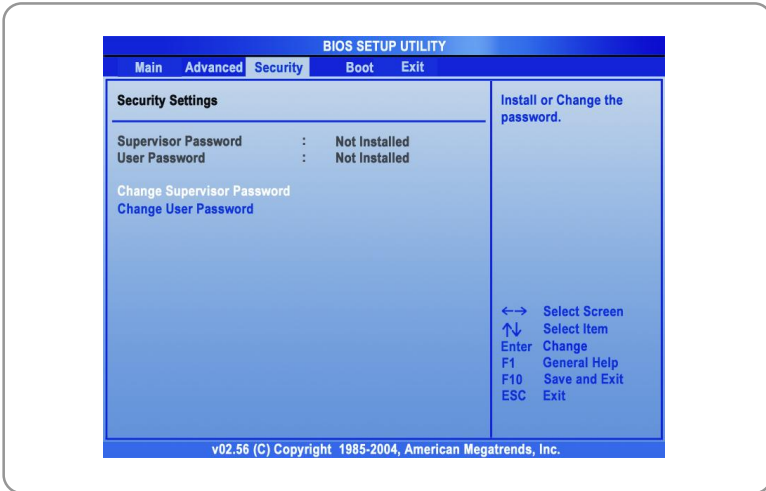 BIOS SETUP UTILITY
Main Advanced Security Boot Exit
Security Settings
Supervisor Password : Not Installed
User Password : Not Installed
Change Supervisor Password
Change User Password
Install or Change the
password.
←→ Select Screen
↑↓ Select Item
Enter Change
F1 General Help
F10 Save and Exit
ESC Exit
v02.56 (C) Copyright 1985-2004, American Megatrends, Inc.